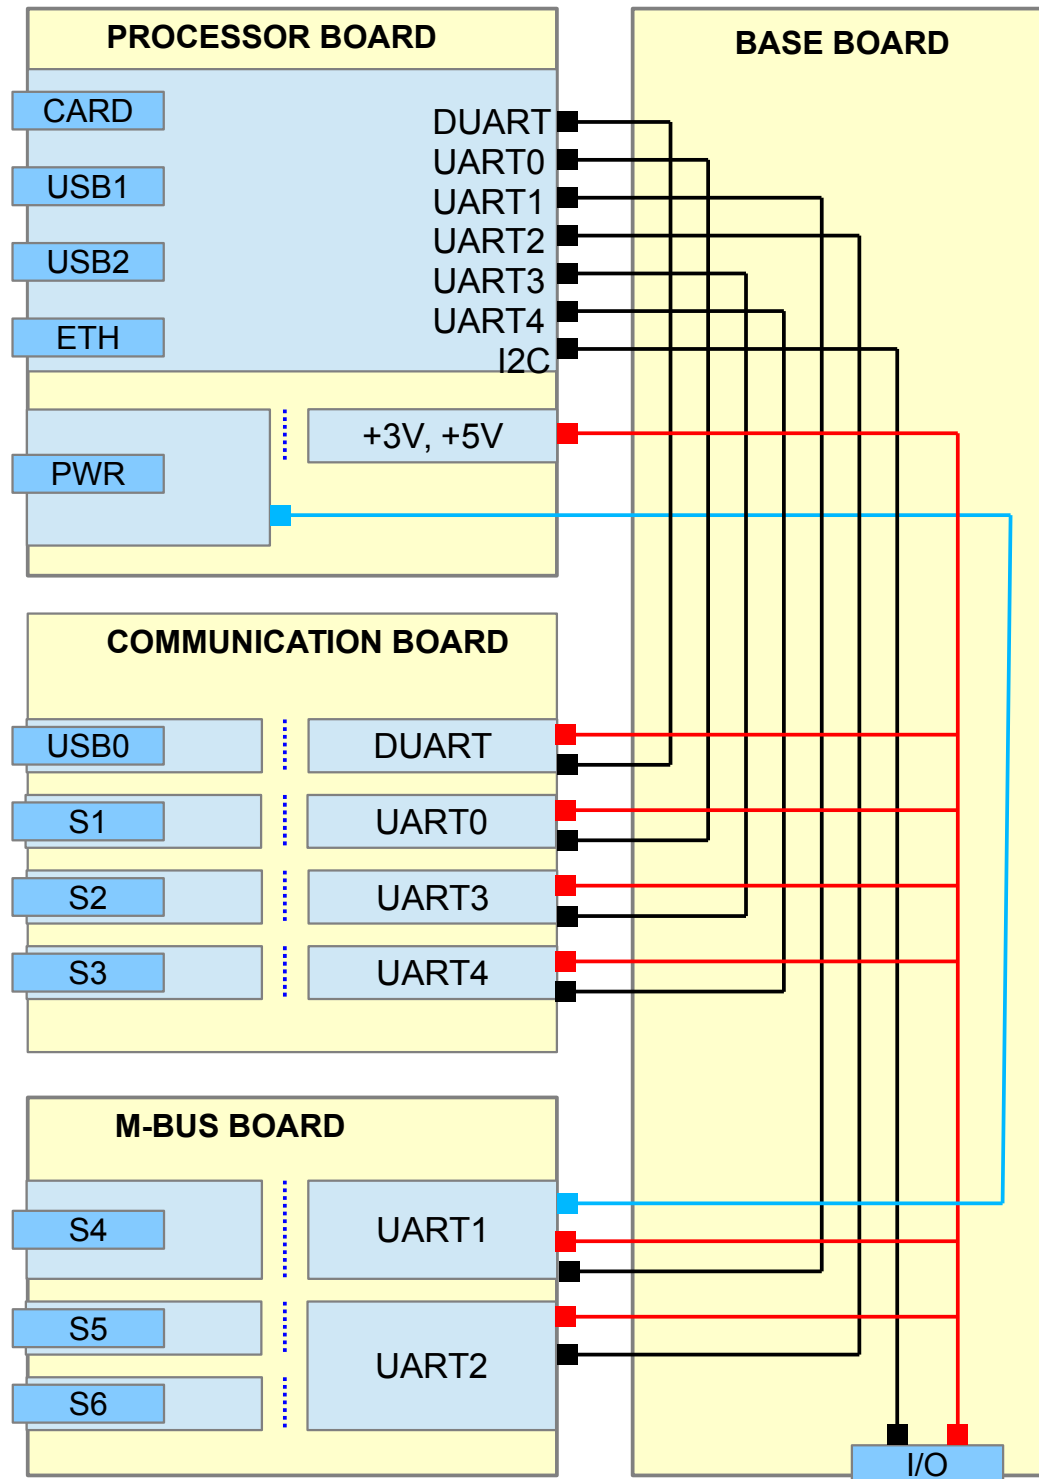 PROCESSOR BOARD
BASE BOARD
CARD
USB1
USB2
ETH
DUART
UART0
UART1
UART2
UART3
UART4
I2C
+3V, +5V
PWR
COMMUNICATION BOARD
USB0
DUART
S1
UART0
S2
UART3
S3
UART4
M-BUS BOARD
S4
UART1
S5
UART2
S6
I/O